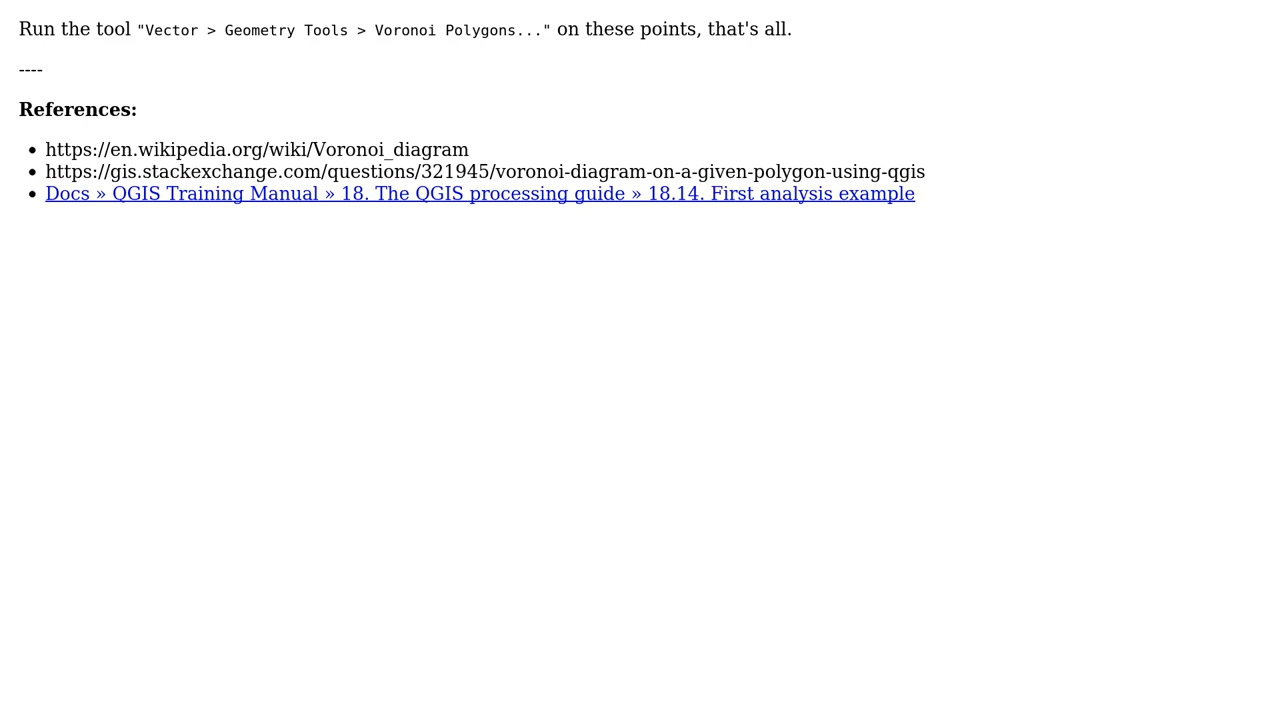 Run the tool "Vector > Geometry Tools > Voronoi Polygons..." on these points, that's all.
----
References:
• https://en.wikipedia.org/wiki/Voronoi_diagram
• https://gis.stackexchange.com/questions/321945/voronoi-diagram-on-a-given-polygon-using-qgis
• Docs » QGIS Training Manual » 18. The QGIS processing guide » 18.14. First analysis example